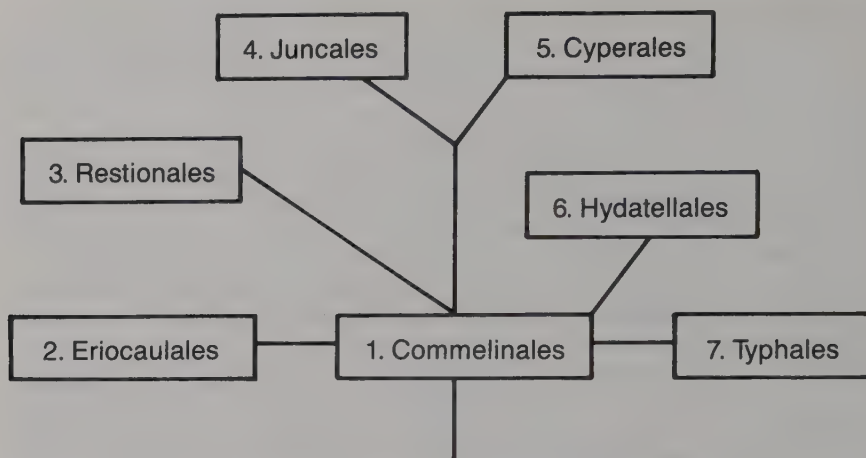 4. Juncales
5. Cyperales
3. Restionales
6. Hydatellales
2. Eriocaulales
1. Commelinales
7. Typhales